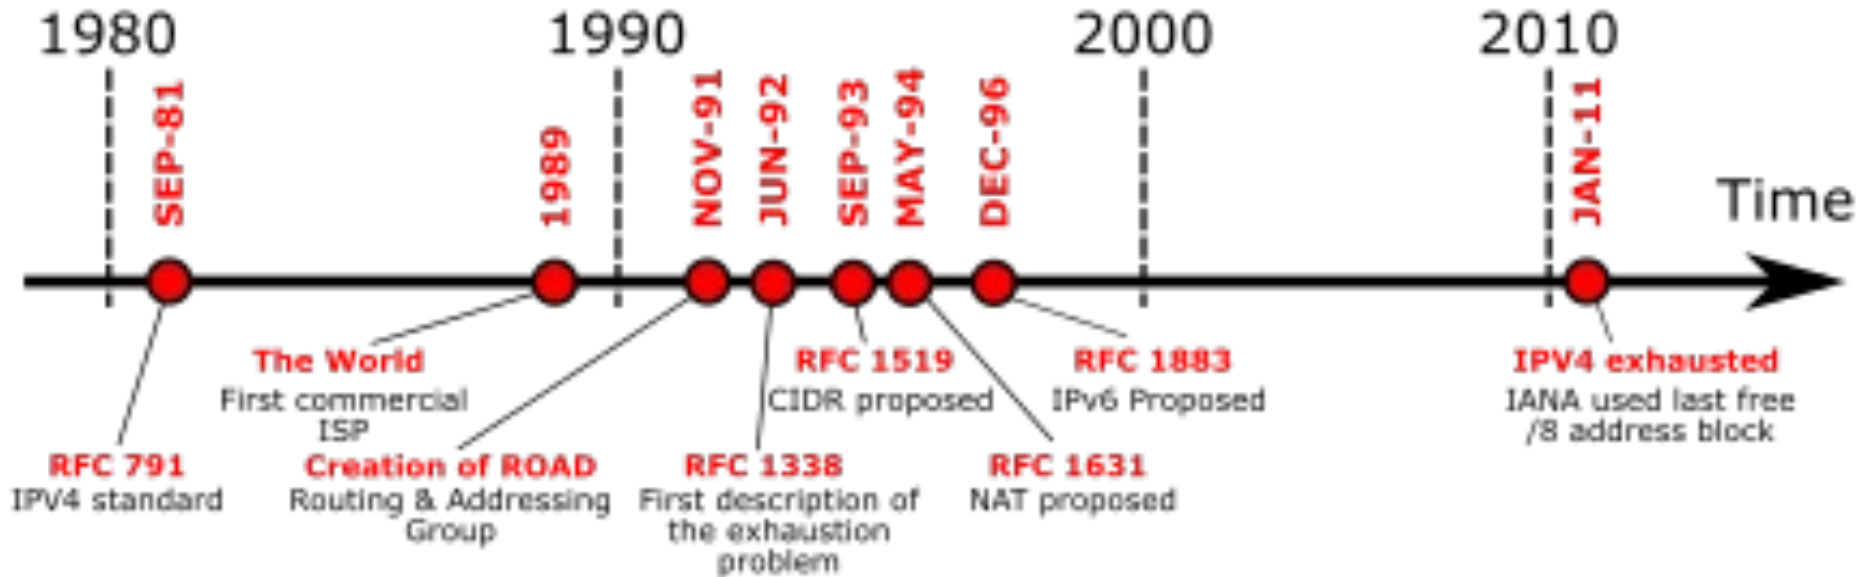 1980
1990
2000
2010
SEP-81
1989
NOV-91
JUN-92
SEP-93
MAY-94
DEC-96
JAN-11
Time
The World
First commercial
ISP
RFC 1519
CIDR proposed
RFC 1883
IPv6 Proposed
IPV4 exhausted
IANA used last free
/8 address block
RFC 791
IPV4 standard
Creation of ROAD
Routing & Addressing
Group
RFC 1338
First description of
the exhaustion
problem
RFC 1631
NAT proposed